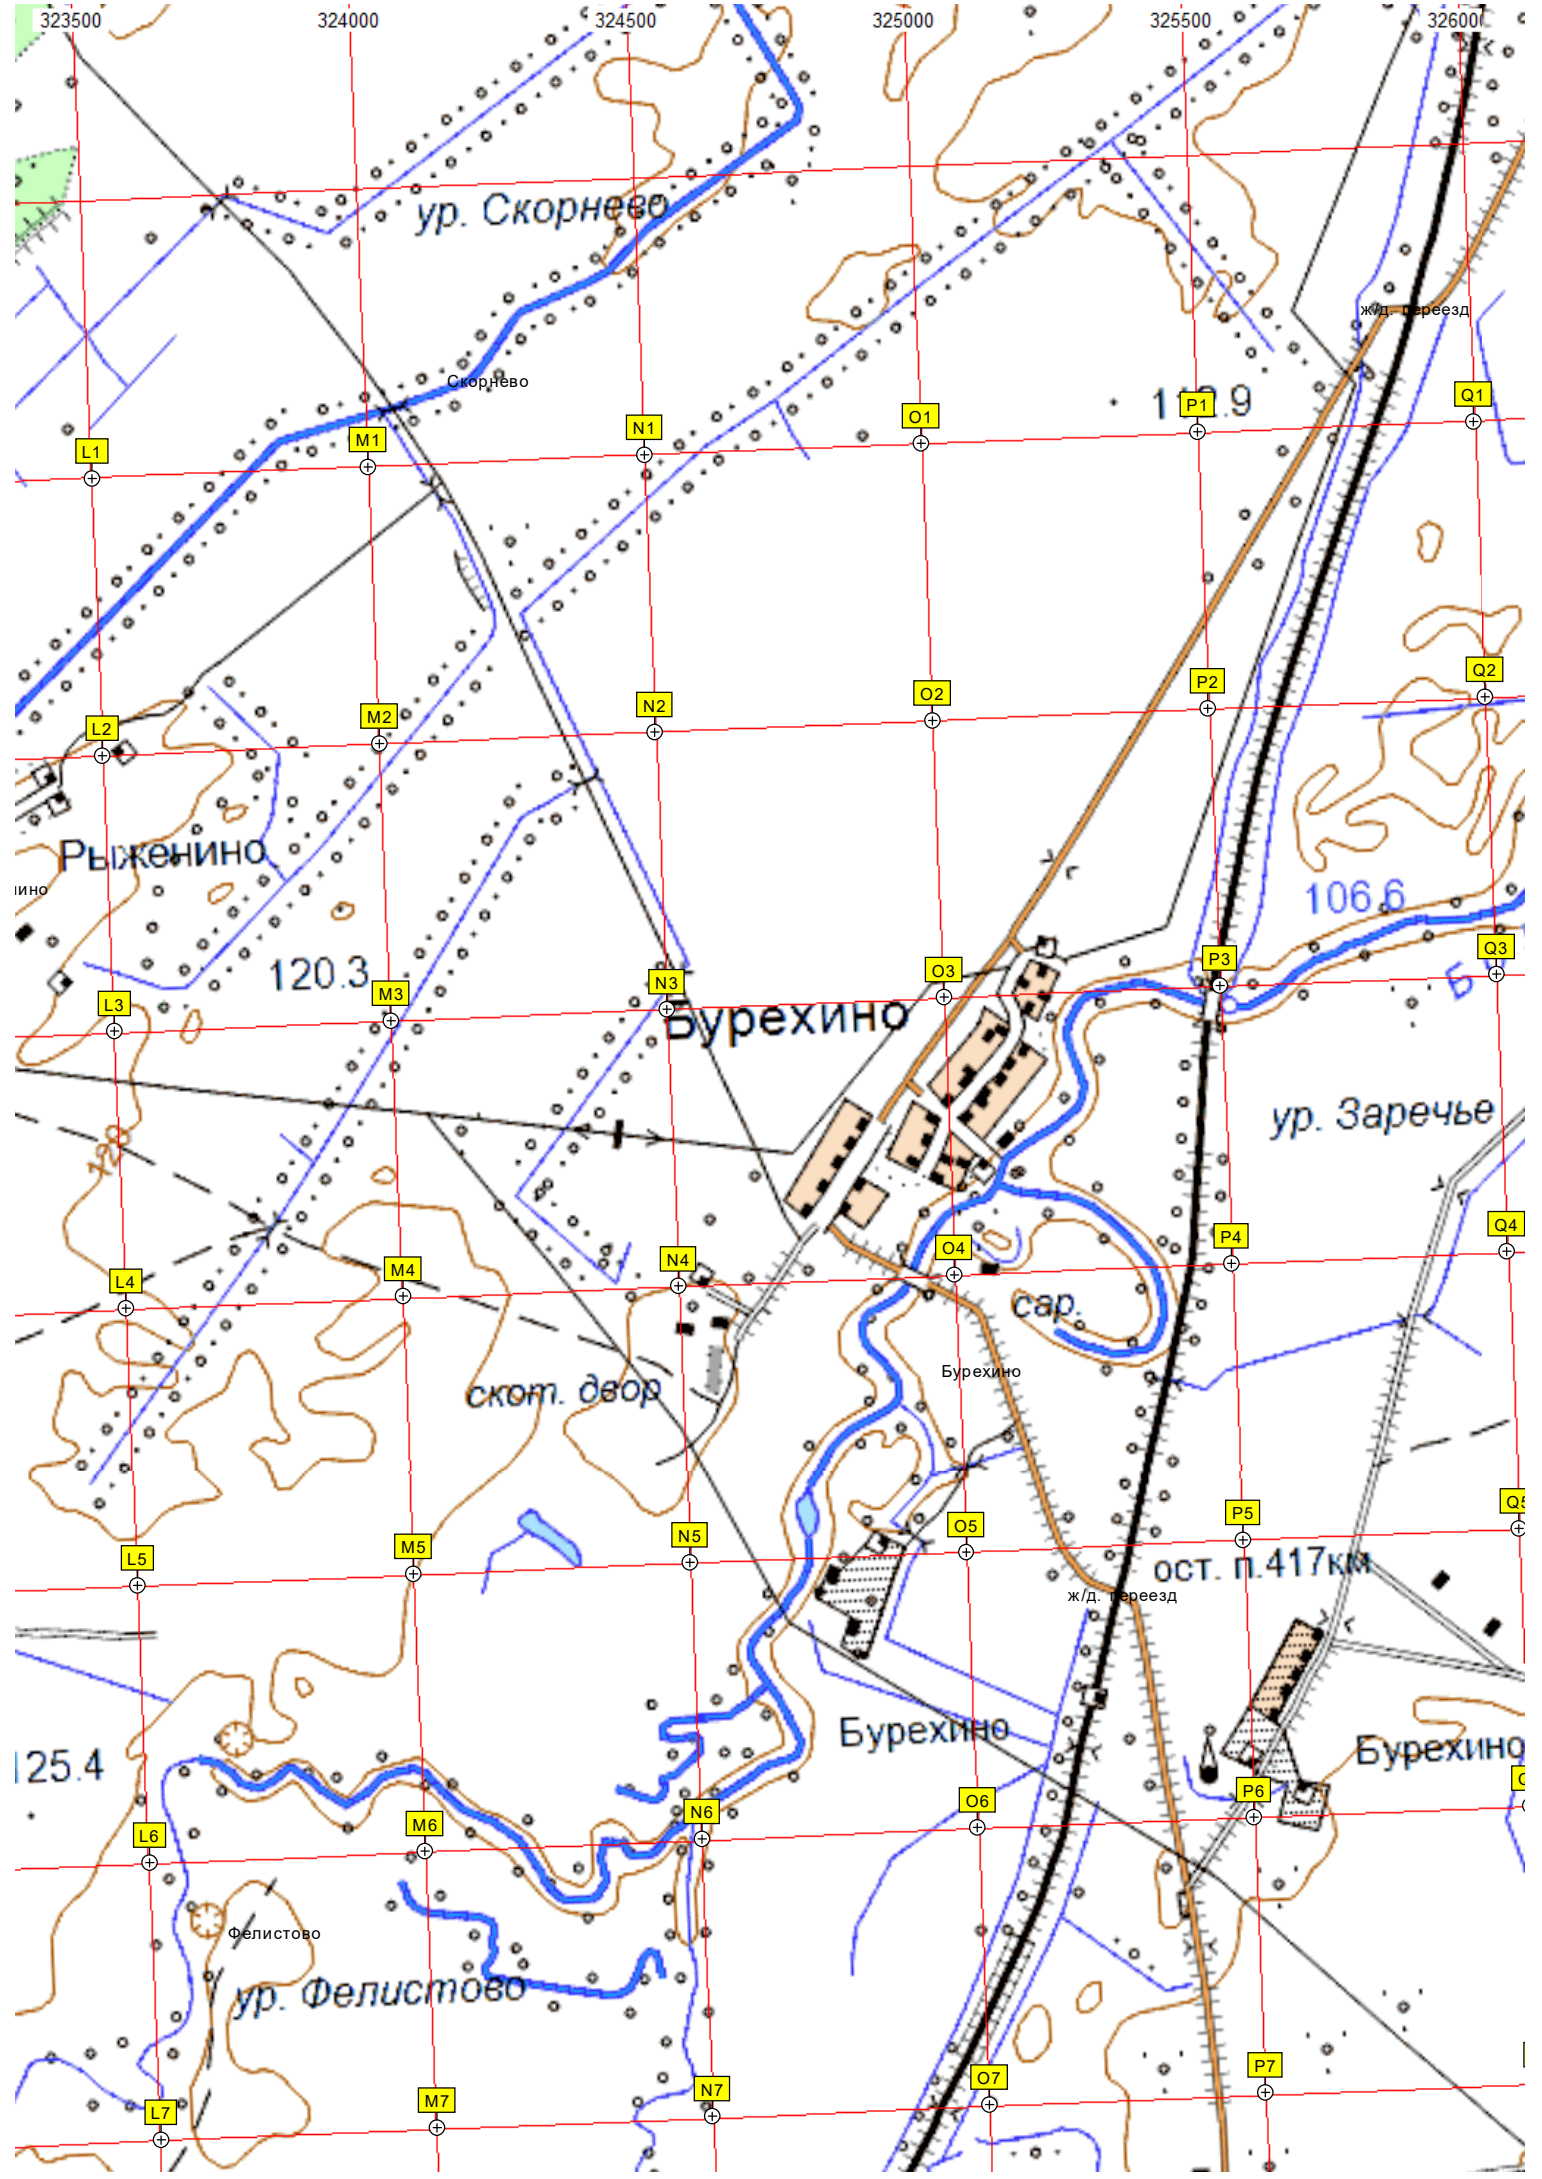 323500 324000 324500 325000 325500 326000
ур. Скорнево
ж/д. переезд
Скорнево
Q1
P1
O1
N1
M1
L1
Q2
P2
O2
N2
M2
L2
Рыженино
106.6
120.3
Q3
P3
O3
N3
M3
L3
Б
Бурехино
ур. Заречье
120
Q4
P4
O4
N4
M4
L4
сар.
Бурехино
скот. двор
Q5
P5
O5
N5
M5
L5
ост. п.417км
ж/д. переезд
Бурехино
Бурехино
125.4
P6
O6
N6
M6
L6
Фелистово
ур. Фелистово
P7
O7
N7
M7
L7